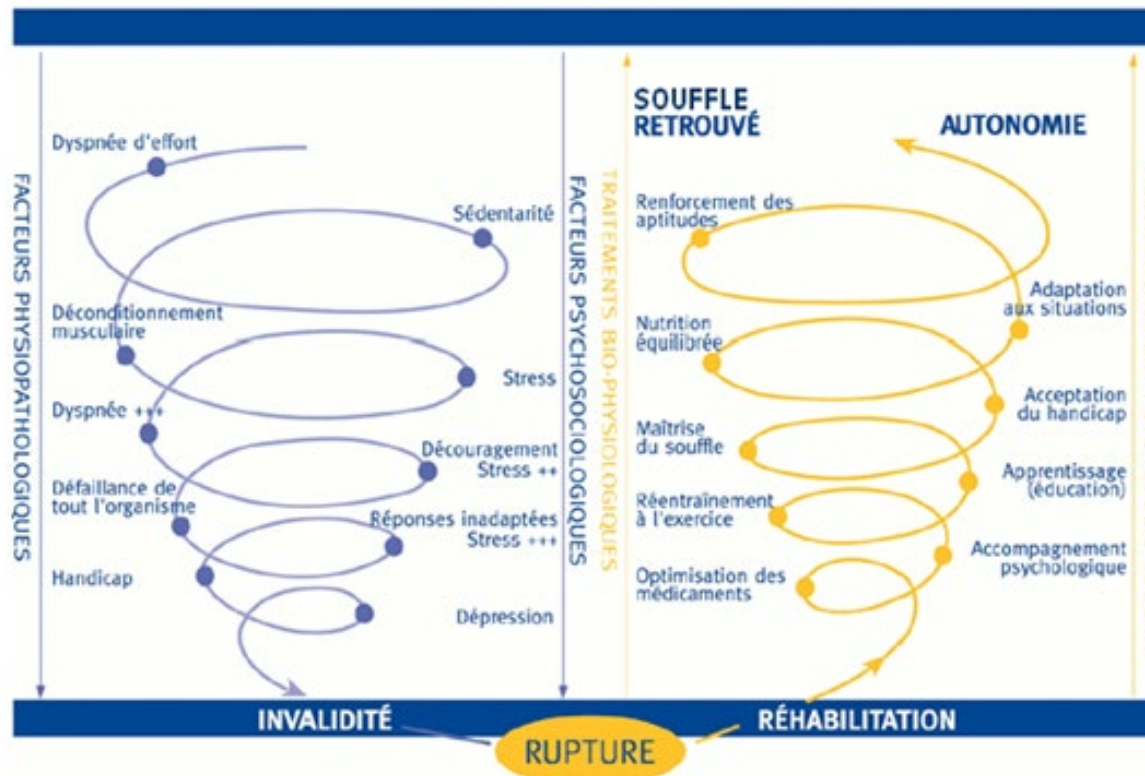 FACTEURS PHYSIOPATHOLOGIQUES
Dyspnée d'effort
Sédentarité
Déconditionnement
musculaire
Stress
Dyspnée +++
Découragement
Stress ++
Défaillance de
tout l'organisme
Réponses inadaptées
Stress +++
Handicap
Dépression
FACTEURS PSYCHOSOCIOLOGIQUES
TRAITEMENTS BIO-PHYSIOLOGIQUES
SOUFFLE
RETROUVÉ
AUTONOMIE
Renforcement des
aptitudes
Adaptation
aux situations
Nutrition
équilibrée
Acceptation
du handicap
Maîtrise
du souffle
Apprentissage
(éducation)
Réentraînement
à l'exercice
Accompagnement
psychologique
Optimisation des
médicaments
INVALIDITÉ
RUPTURE
RÉHABILITATION